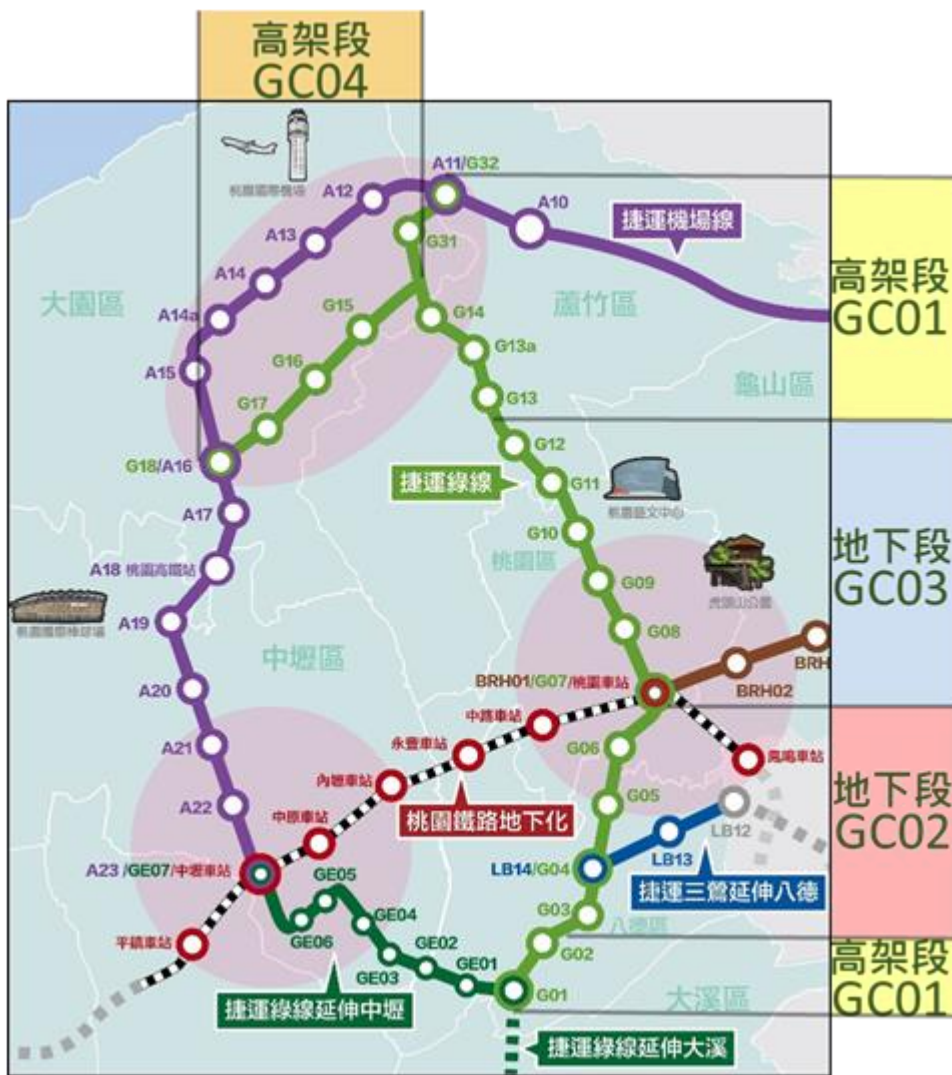 高架段
GC04
桃園國際機場
A11/G32
A12
A10
捷運機場線
A13
G31
高架段
GC01
A14
大園區
G15
蘆竹區
A14a
G14
G13a
A15
G16
龜山區
G13
G17
G12
G18/A16
捷運綠線
G11
A17
桃園藝文中心
G10
地下段
GC03
桃園區
A18 桃園高鐵站
G09
虎頭山公園
A19
桃園國際棒球場
G08
中壢區
BRH
BRH01/G07/桃園車站
BRH02
A20
中路車站
A21
永豐車站
G06
鳳鳴車站
內壢車站
A22
G05
地下段
GC02
中原車站
桃園鐵路地下化
LB12
LB13
A23/GE07/中壢車站
LB14/G04
GE05
捷運三鶯延伸八德
GE04
G03
八德區
GE06
平鎮車站
GE02
G02
GE03
GE01
高架段
GC01
G01
大溪區
捷運綠線延伸中壢
捷運綠線延伸大溪